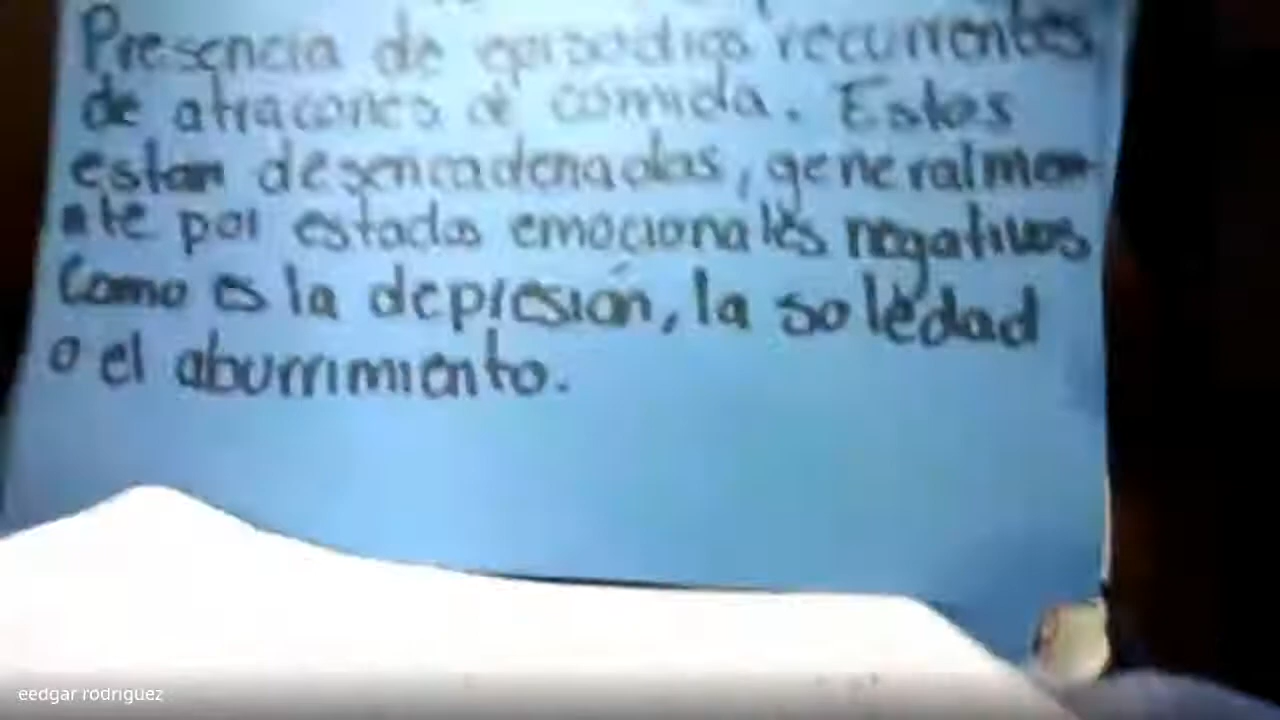 Presencia de episodios recurrentes
de atracones de comida. Estos
estan desencadenados, generalmen-
te por estados emocionales negativos
Como es la depresión, la soledad
o el aburrimiento.
eedgar rodriguez